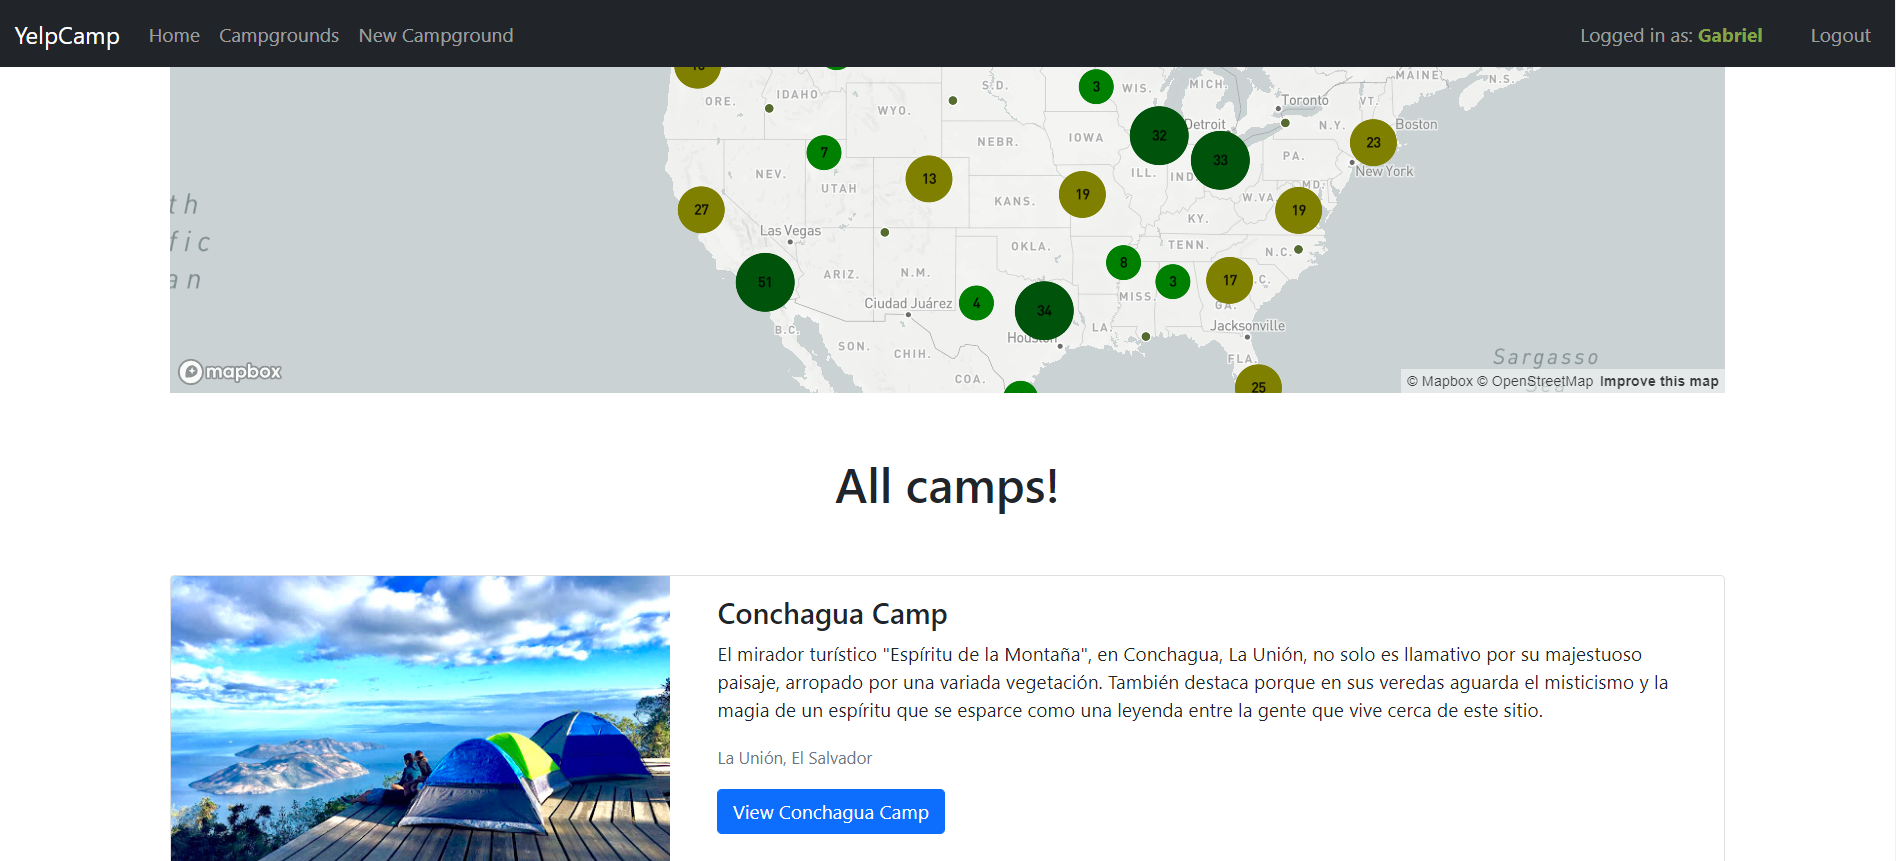 YelpCamp Home Campgrounds New Campground Logged in as: Gabriel Logout
MAINE
N.S.
S.D.
3
WIS.
MICH.
IDAHO
ORE.
WYO.
Toronto
VT.
32
Detroit
N.Y.
Boston
IOWA
NEBR.
23
7
33
PA.
New York
NEV.
UTAH
13
ILL.
IND.
MD.
KANS.
19
W.VA.
27
KY.
19
Las Vegas
OKLA.
TENN.
N.C.
8
ARIZ.
N.M.
51
3
17
Ciudad Juárez
4
MISS.
GA.
34
B.C.
LA.
Jacksonville
SON.
CHIH.
FLA.
Sargasso
Sea
mapbox
COA.
25
© Mapbox © OpenStreetMap Improve this map
All camps!
Conchagua Camp
El mirador turístico "Espíritu de la Montaña", en Conchagua, La Unión, no solo es llamativo por su majestuoso
paisaje, arropado por una variada vegetación. También destaca porque en sus veredas aguarda el misticismo y la
magia de un espíritu que se esparce como una leyenda entre la gente que vive cerca de este sitio.
La Unión, El Salvador
View Conchagua Camp